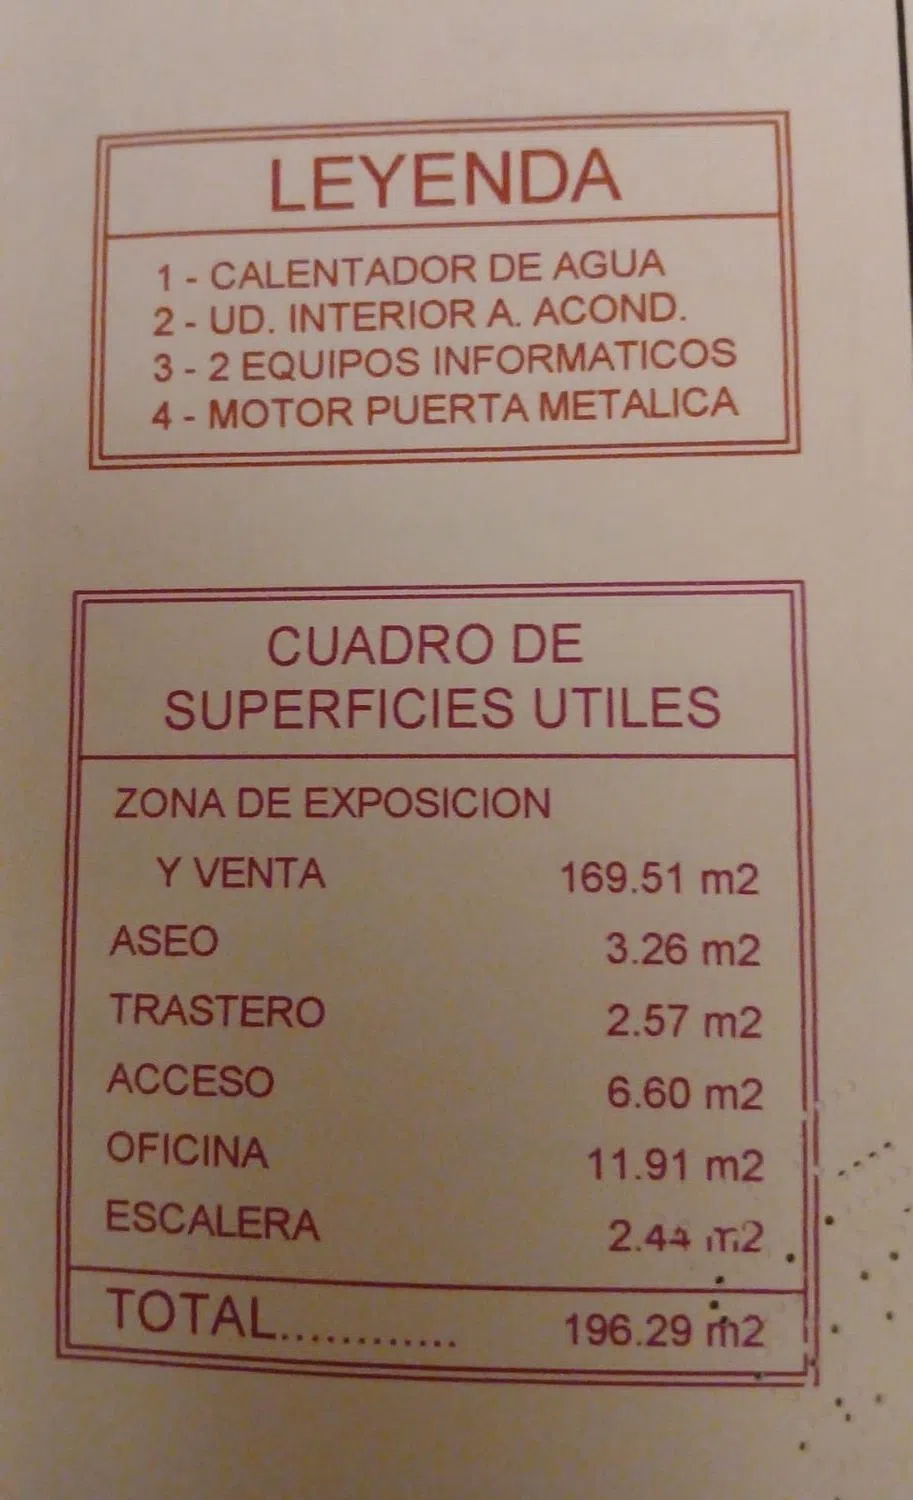 LEYENDA
1 - CALENTADOR DE AGUA
2 - UD. INTERIOR A. ACOND.
3 - 2 EQUIPOS INFORMATICOS
4 - MOTOR PUERTA METALICA
CUADRO DE
SUPERFICIES UTILES
ZONA DE EXPOSICION
Y VENTA 169.51 m2
ASEO 3.26 m2
TRASTERO 2.57 m2
ACCESO 6.60 m2
OFICINA 11.91 m2
ESCALERA 2.44 m2
TOTAL............ 196.29 m2